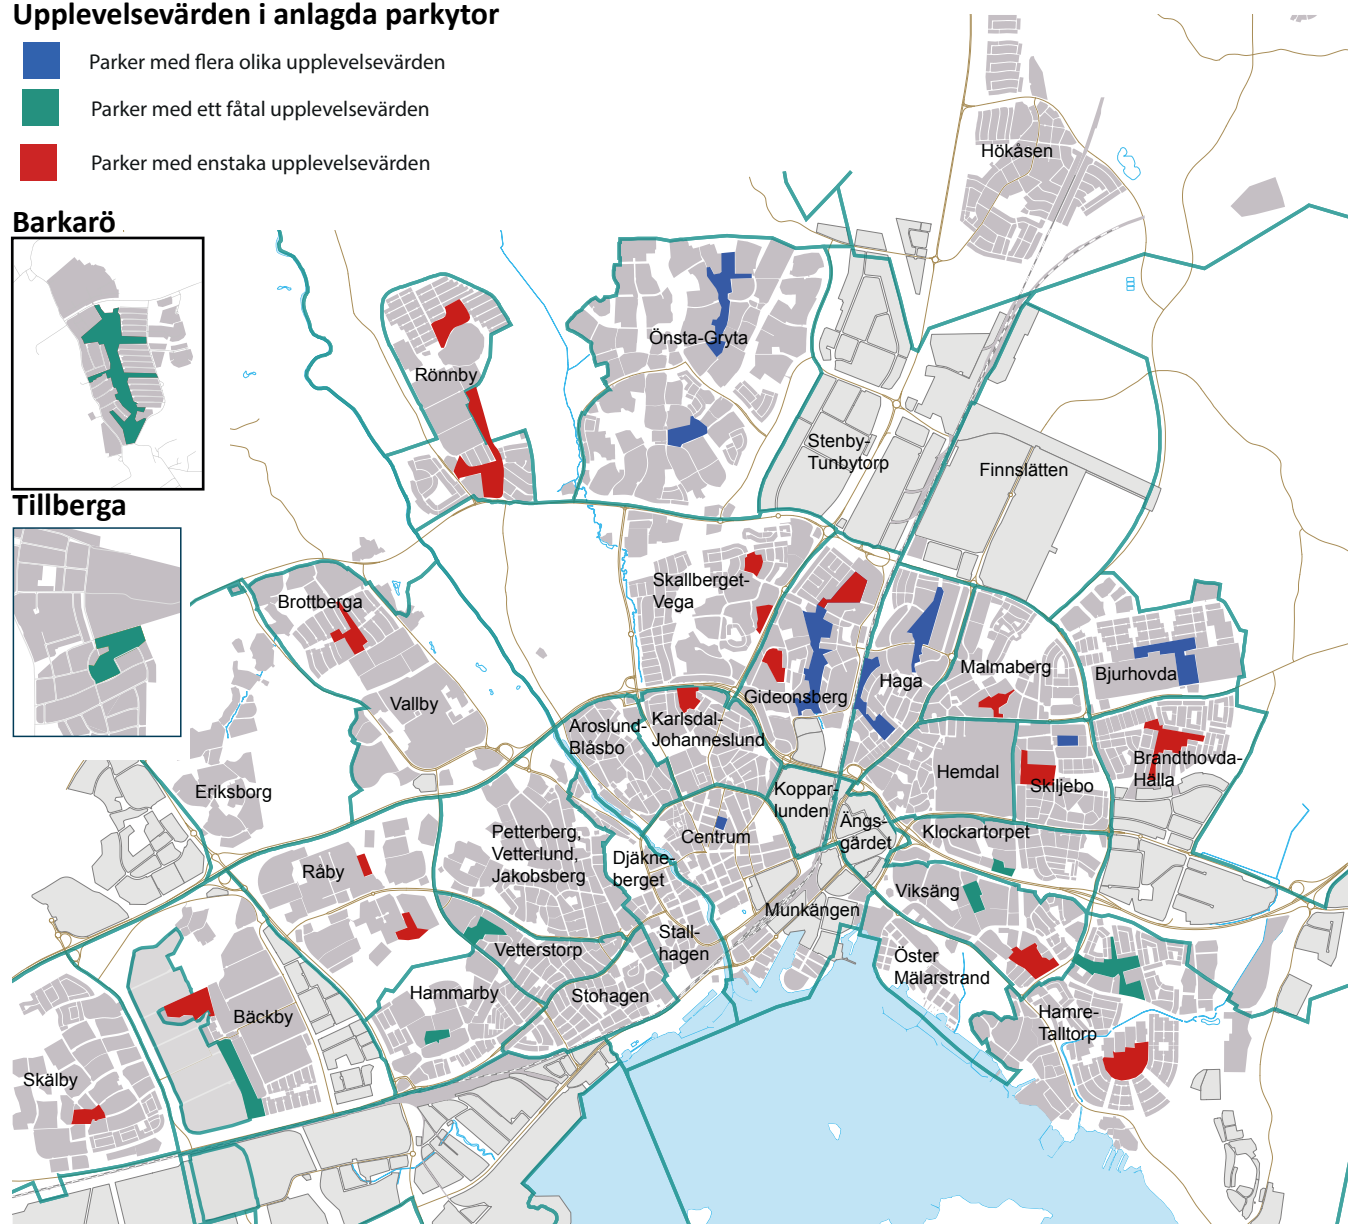 Upplevelsevärden i anlagda parkytor
Parker med flera olika upplevelsevärden
Parker med ett fåtal upplevelsevärden
Parker med enstaka upplevelsevärden
Barkarö
Tillberga
Hökåsen
Önsta-Gryta
Rönnby
Stenby-
Tunbytorp
Finnslätten
Skallberget-
Vega
Brottberga
Vallby
Gideonsberg
Haga
Malmaberg
Bjurhovda
Aroslund-
Blåsbo
Karlsdal-
Johanneslund
Eriksborg
Hemdal
Skiljebo
Brandthovda-
Hälla
Koppar-
lunden
Ängs-
gärdet
Klockartorpet
Centrum
Petterberg,
Vetterlund,
Jakobsberg
Djäkne-
berget
Råby
Viksäng
Munkängen
Stall-
hagen
Vetterstorp
Öster
Mälarstrand
Hammarby
Stohagen
Bäckby
Hamre-
Talltorp
Skälby